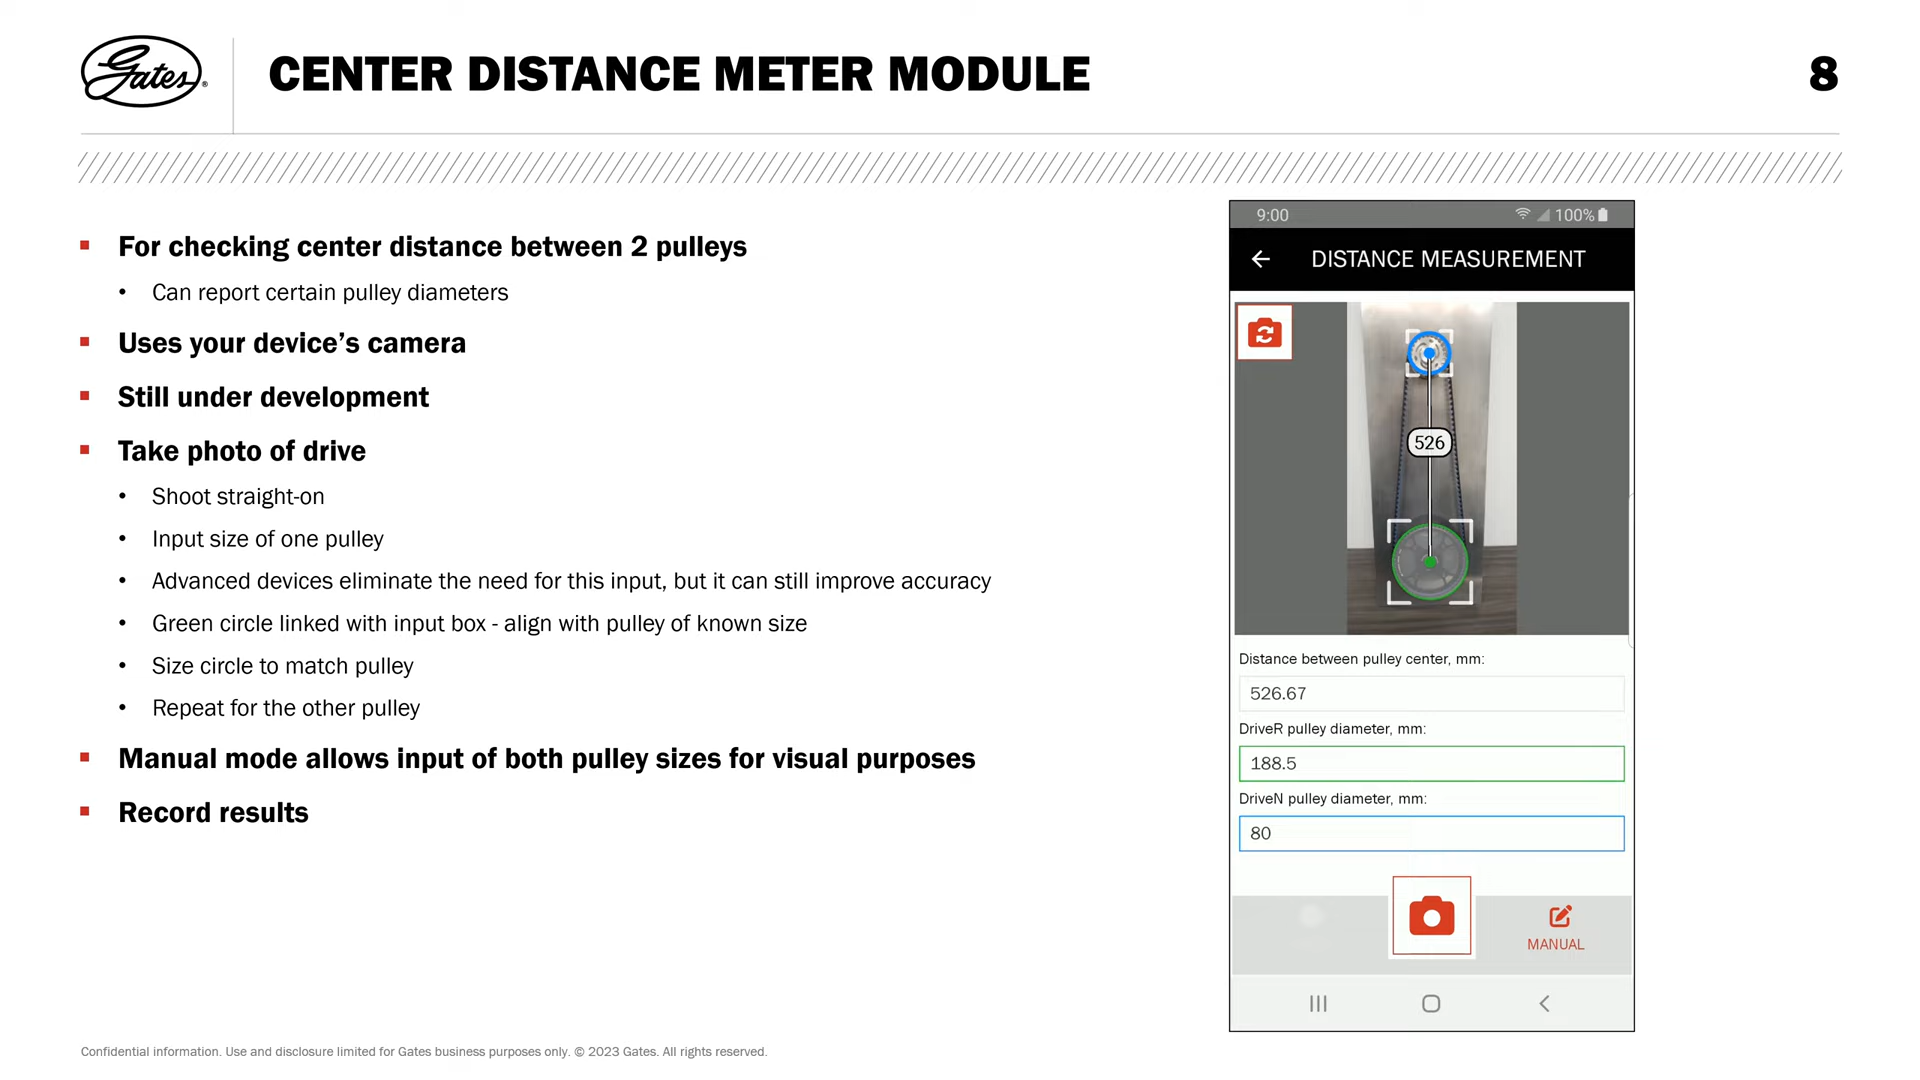 Gates®
CENTER DISTANCE METER MODULE
8
For checking center distance between 2 pulleys
Can report certain pulley diameters
Uses your device’s camera
Still under development
Take photo of drive
Shoot straight-on
Input size of one pulley
Advanced devices eliminate the need for this input, but it can still improve accuracy
Green circle linked with input box - align with pulley of known size
Size circle to match pulley
Repeat for the other pulley
Manual mode allows input of both pulley sizes for visual purposes
Record results
9:00 100%
DISTANCE MEASUREMENT
526
Distance between pulley center, mm:
526.67
DriveR pulley diameter, mm:
188.5
DriveN pulley diameter, mm:
80
MANUAL
Confidential information. Use and disclosure limited for Gates business purposes only. © 2023 Gates. All rights reserved.